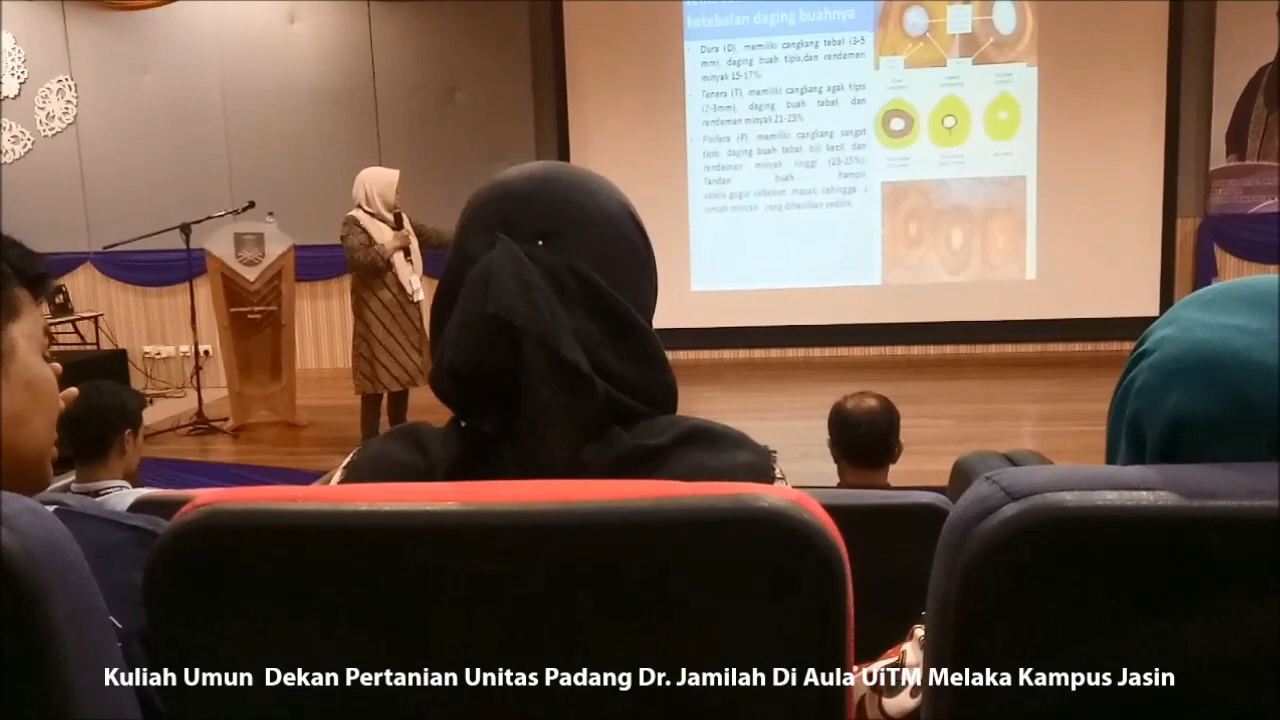 ketebalan daging buahnya
Dura (D), memiliki cangkang tebal (3-5
mm), daging buah tipis,dan rendemen
minyak 15-17%.
Tenera (T), memiliki cangkang agak tipis
(2-3mm), daging buah tebal, dan
rendemen minyak 21-23%
Pisifera (P), memiliki cangkang sangat
tipis, daging buah tebal, biji kecil, dan
rendemen minyak tinggi (23-25%).
Tandan buah hampir
selalu gugur sebelum masak, sehingga j
umlah minyak yang dihasilkan sedikit.
Kuliah Umun Dekan Pertanian Unitas Padang Dr. Jamilah Di Aula UiTM Melaka Kampus Jasin